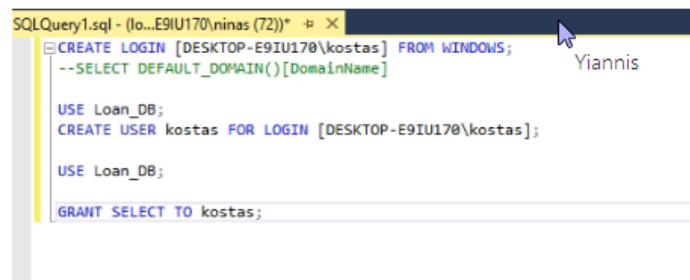 SQLQuery1.sql - (lo...E9IU170\ninas (72))*
CREATE LOGIN [DESKTOP-E9IU170\kostas] FROM WINDOWS;
--SELECT DEFAULT_DOMAIN()[DomainName]
Yiannis
USE Loan_DB;
CREATE USER kostas FOR LOGIN [DESKTOP-E9IU170\kostas];
USE Loan_DB;
GRANT SELECT TO kostas;